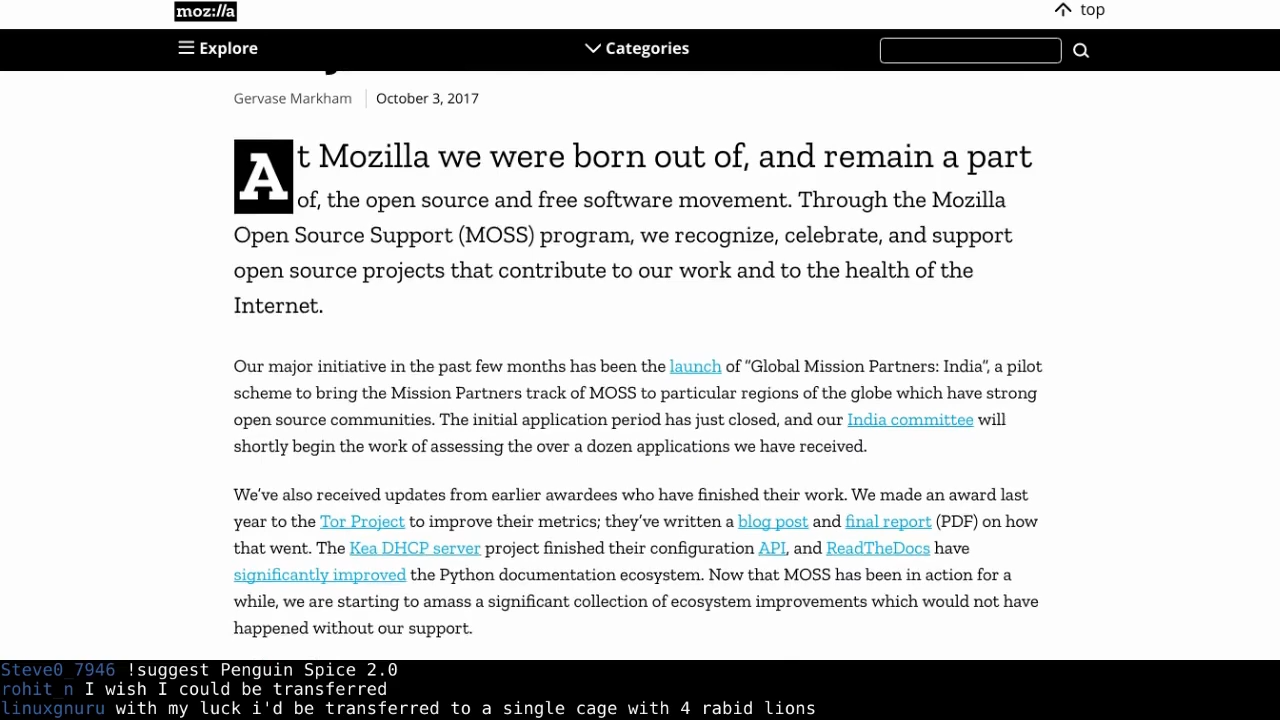 moz://a
top
Explore
Categories
Gervase Markham
October 3, 2017
At Mozilla we were born out of, and remain a part
of, the open source and free software movement. Through the Mozilla
Open Source Support (MOSS) program, we recognize, celebrate, and support
open source projects that contribute to our work and to the health of the
Internet.
Our major initiative in the past few months has been the launch of “Global Mission Partners: India“, a pilot
scheme to bring the Mission Partners track of MOSS to particular regions of the globe which have strong
open source communities. The initial application period has just closed, and our India committee will
shortly begin the work of assessing the over a dozen applications we have received.
We’ve also received updates from earlier awardees who have finished their work. We made an award last
year to the Tor Project to improve their metrics; they’ve written a blog post and final report (PDF) on how
that went. The Kea DHCP server project finished their configuration API, and ReadTheDocs have
significantly improved the Python documentation ecosystem. Now that MOSS has been in action for a
while, we are starting to amass a significant collection of ecosystem improvements which would not have
happened without our support.
Steve0_7946 !suggest Penguin Spice 2.0
rohit_n I wish I could be transferred
linuxgnuru with my luck i'd be transferred to a single cage with 4 rabid lions